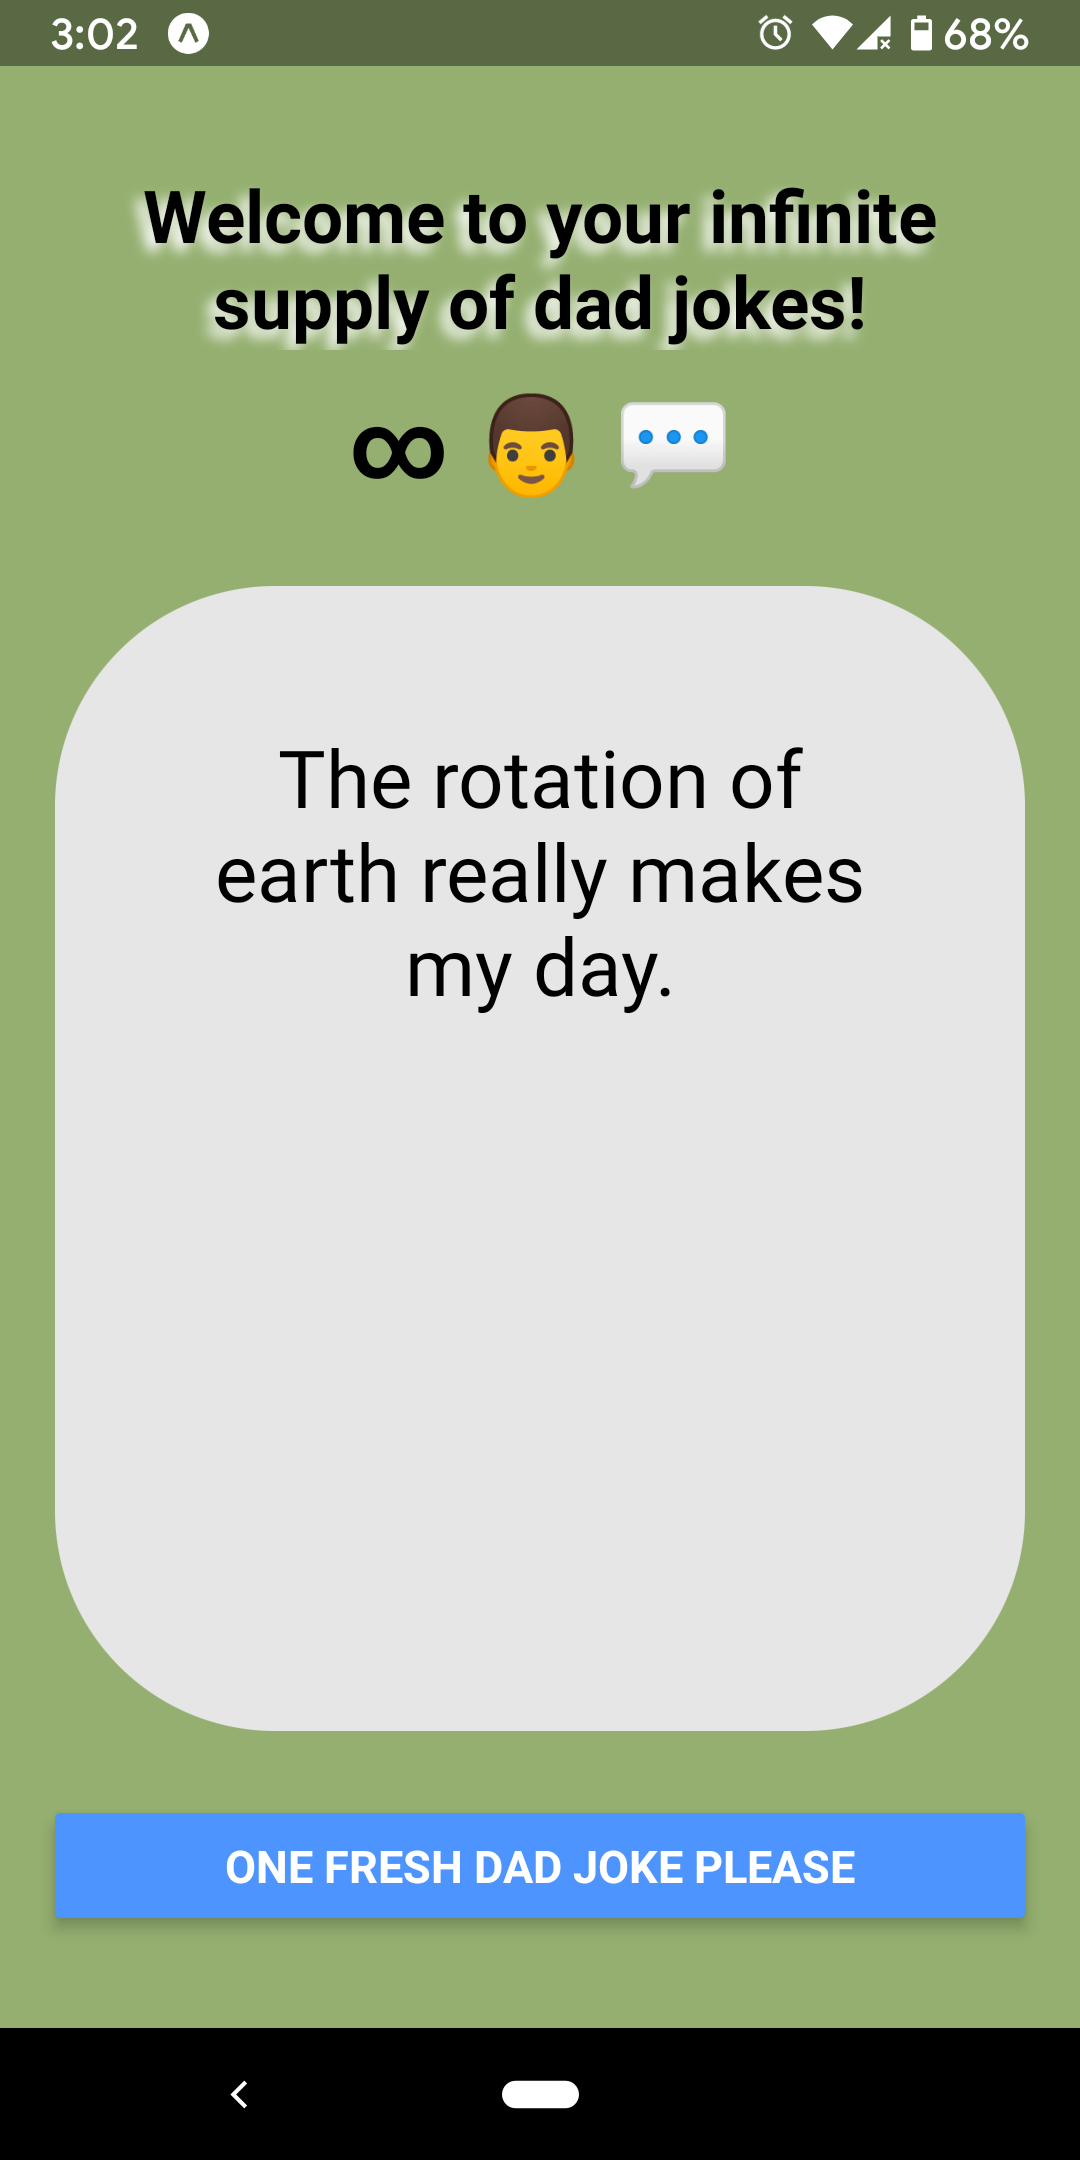 3:02
68%
Welcome to your infinite
supply of dad jokes!
∞ 👨 💬
The rotation of
earth really makes
my day.
ONE FRESH DAD JOKE PLEASE